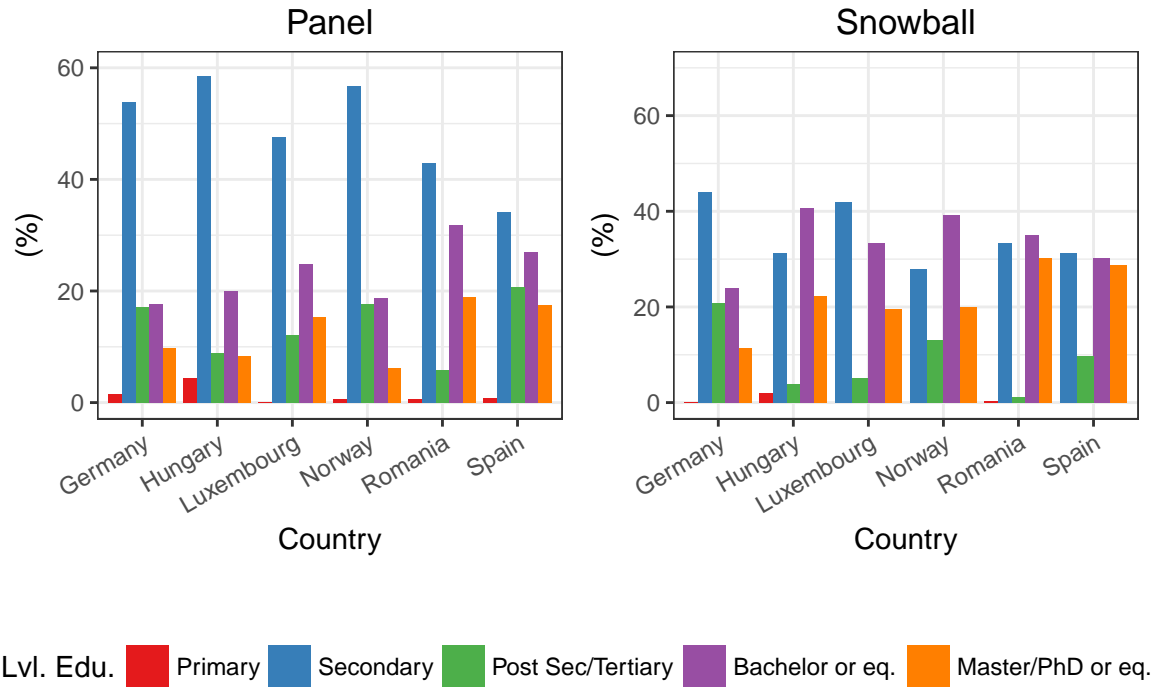 Panel
Snowball
(%)
60
40
20
0
Germany
Hungary
Luxembourg
Norway
Romania
Spain
Country
(%)
60
40
20
0
Germany
Hungary
Luxembourg
Norway
Romania
Spain
Country
Lvl. Edu. Primary Secondary Post Sec/Tertiary Bachelor or eq. Master/PhD or eq.